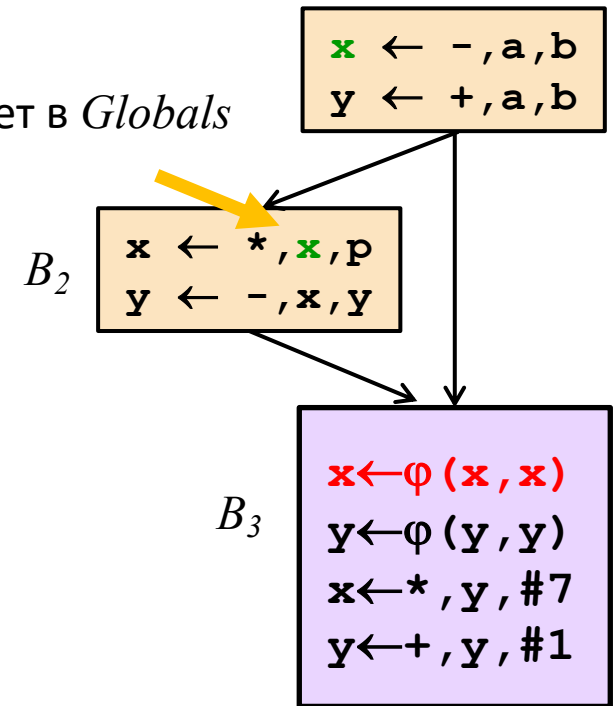 x ← -,a,b
y ← +,a,b
ет в Globals
B2
x ← *,x,p
y ← -,x,y
B3
x←φ(x,x)
y←φ(y,y)
x←*,y,#7
y←+,y,#1